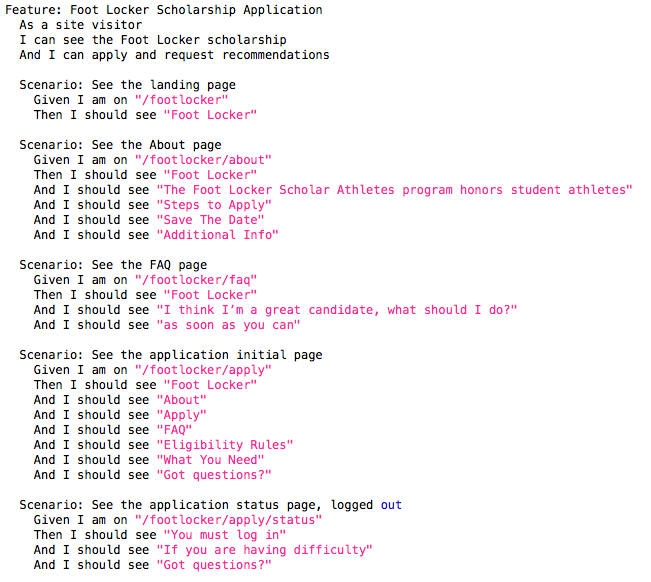 Feature: Foot Locker Scholarship Application
As a site visitor
I can see the Foot Locker scholarship
And I can apply and request recommendations
Scenario: See the landing page
Given I am on "/footlocker"
Then I should see "Foot Locker"
Scenario: See the About page
Given I am on "/footlocker/about"
Then I should see "Foot Locker"
And I should see "The Foot Locker Scholar Athletes program honors student athletes"
And I should see "Steps to Apply"
And I should see "Save The Date"
And I should see "Additional Info"
Scenario: See the FAQ page
Given I am on "/footlocker/faq"
Then I should see "Foot Locker"
And I should see "I think I’m a great candidate, what should I do?"
And I should see "as soon as you can"
Scenario: See the application initial page
Given I am on "/footlocker/apply"
Then I should see "Foot Locker"
And I should see "About"
And I should see "Apply"
And I should see "FAQ"
And I should see "Eligibility Rules"
And I should see "What You Need"
And I should see "Got questions?"
Scenario: See the application status page, logged out
Given I am on "/footlocker/apply/status"
Then I should see "You must log in"
And I should see "If you are having difficulty"
And I should see "Got questions?"